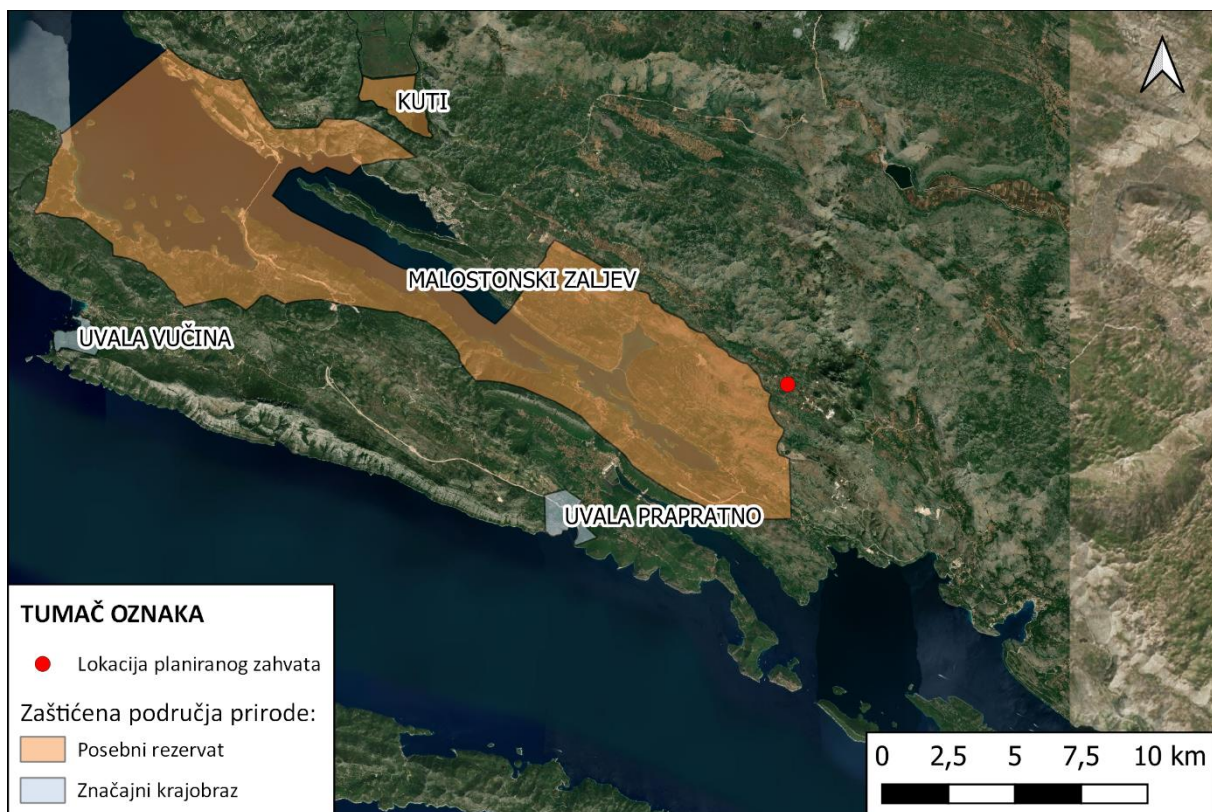 KUTI
MALOSTONSKI ZALJEV
UVALA VUČINA
UVALA PRAPRATNO
TUMAČ OZNAKA
Lokacija planiranog zahvata
Zaštićena područja prirode:
Posebni rezervat
Značajni krajobraz
0 2,5 5 7,5 10 km